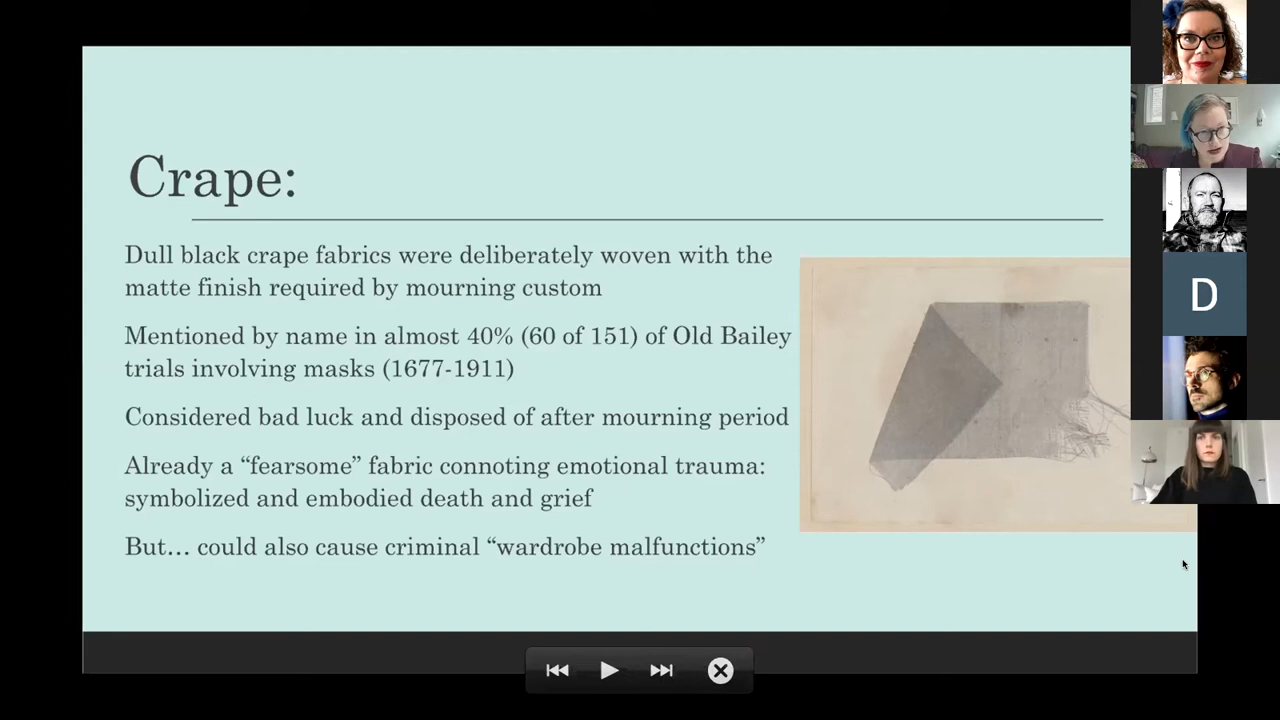 Crape:
Dull black crape fabrics were deliberately woven with the
matte finish required by mourning custom
Mentioned by name in almost 40% (60 of 151) of Old Bailey
trials involving masks (1677-1911)
Considered bad luck and disposed of after mourning period
Already a “fearsome” fabric connoting emotional trauma:
symbolized and embodied death and grief
But… could also cause criminal “wardrobe malfunctions”
D